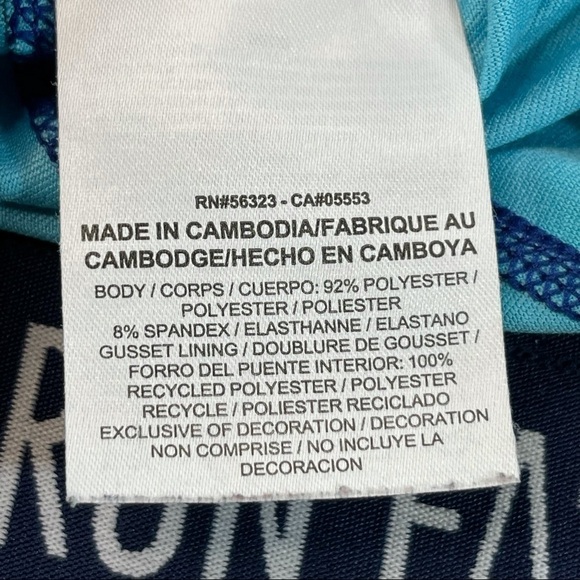 RN#56323 - CA#05553
MADE IN CAMBODIA/FABRIQUE AU
CAMBODGE/HECHO EN CAMBOYA
BODY / CORPS / CUERPO: 92% POLYESTER /
POLYESTER / POLIESTER
8% SPANDEX / ELASTHANNE / ELASTANO
GUSSET LINING / DOUBLURE DE GOUSSET /
FORRO DEL PUENTE INTERIOR: 100%
RECYCLED POLYESTER / POLYESTER
RECYCLE / POLIESTER RECICLADO
EXCLUSIVE OF DECORATION / DECORATION
NON COMPRISE / NO INCLUYE LA
DECORACION